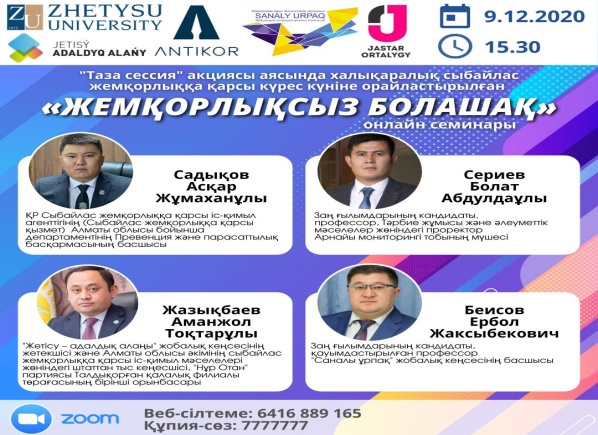 ZU ZHETYSU
UNIVERSITY
JETISÝ
ADALDYQ ALAŃY
ANTIKOR
SANALY URPAQ
JASTAR
ORTALYGY
9.12.2020
15.30
"Таза сессия" акциясы аясында халықаралық сыбайлас
жемқорлыққа қарсы күрес күніне орайластырылған
«ЖЕМҚОРЛЫҚСЫЗ БОЛАШАҚ»
онлайн семинары
Садықов
Асқар
Жұмаханұлы
ҚР Сыбайлас жемқорлыққа қарсы іс-қимыл
агенттігінің (Сыбайлас жемқорлыққа қарсы
қызмет) Алматы облысы бойынша
департаментінің Превенция және парасаттылық
басқармасының басшысы
Сериев
Болат
Абдулдаұлы
Заң ғылымдарының кандидаты,
профессор, Тәрбие жұмысы және әлеуметтік
мәселелер жөніндегі проректор
Арнайы мониторингі тобының мүшесі
Жазықбаев
Аманжол
Тоқтарұлы
"Жетісу – адалдық алаңы" жобалық кеңсесінің
жетекшісі және Алматы облысы әкімінің сыбайлас
жемқорлыққа қарсы іс-қимыл мәселелері
жөніндегі штаттан тыс кеңесшісі, "Нұр Отан"
партиясы Талдықорған қалалық филиалы
төрағасының бірінші орынбасары
Беисов
Ербол
Жаксыбекович
Заң ғылымдарының кандидаты,
қауымдастырылған профессор
"Саналы ұрпақ" жобалық кеңсесінің басшысы
zoom
Веб-сілтеме: 6416 889 165
Құпия-сөз: 7777777